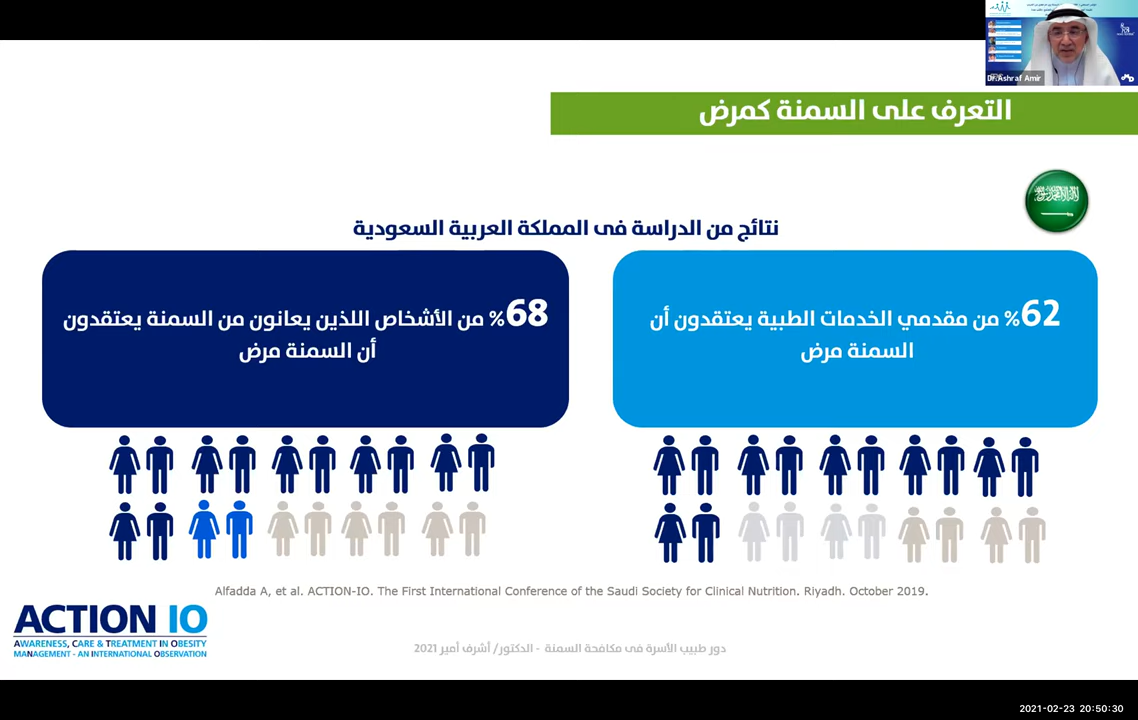 Dr.Ashraf Amir
التعرف على السمنة كمرض
نتائج من الدراسة فى المملكة العربية السعودية
62% من مقدمي الخدمات الطبية يعتقدون أن
السمنة مرض
68% من الأشخاص اللذين يعانون من السمنة يعتقدون
أن السمنة مرض
Alfadda A, et al. ACTION-IO. The First International Conference of the Saudi Society for Clinical Nutrition. Riyadh. October 2019.
ACTION IO
AWARENESS, CARE & TREATMENT IN OBESITY
MANAGEMENT - AN INTERNATIONAL OBSERVATION
دور طبيب الأسرة فى مكافحة السمنة - الدكتور/ أشرف أمير 2021
2021-02-23 20:50:30